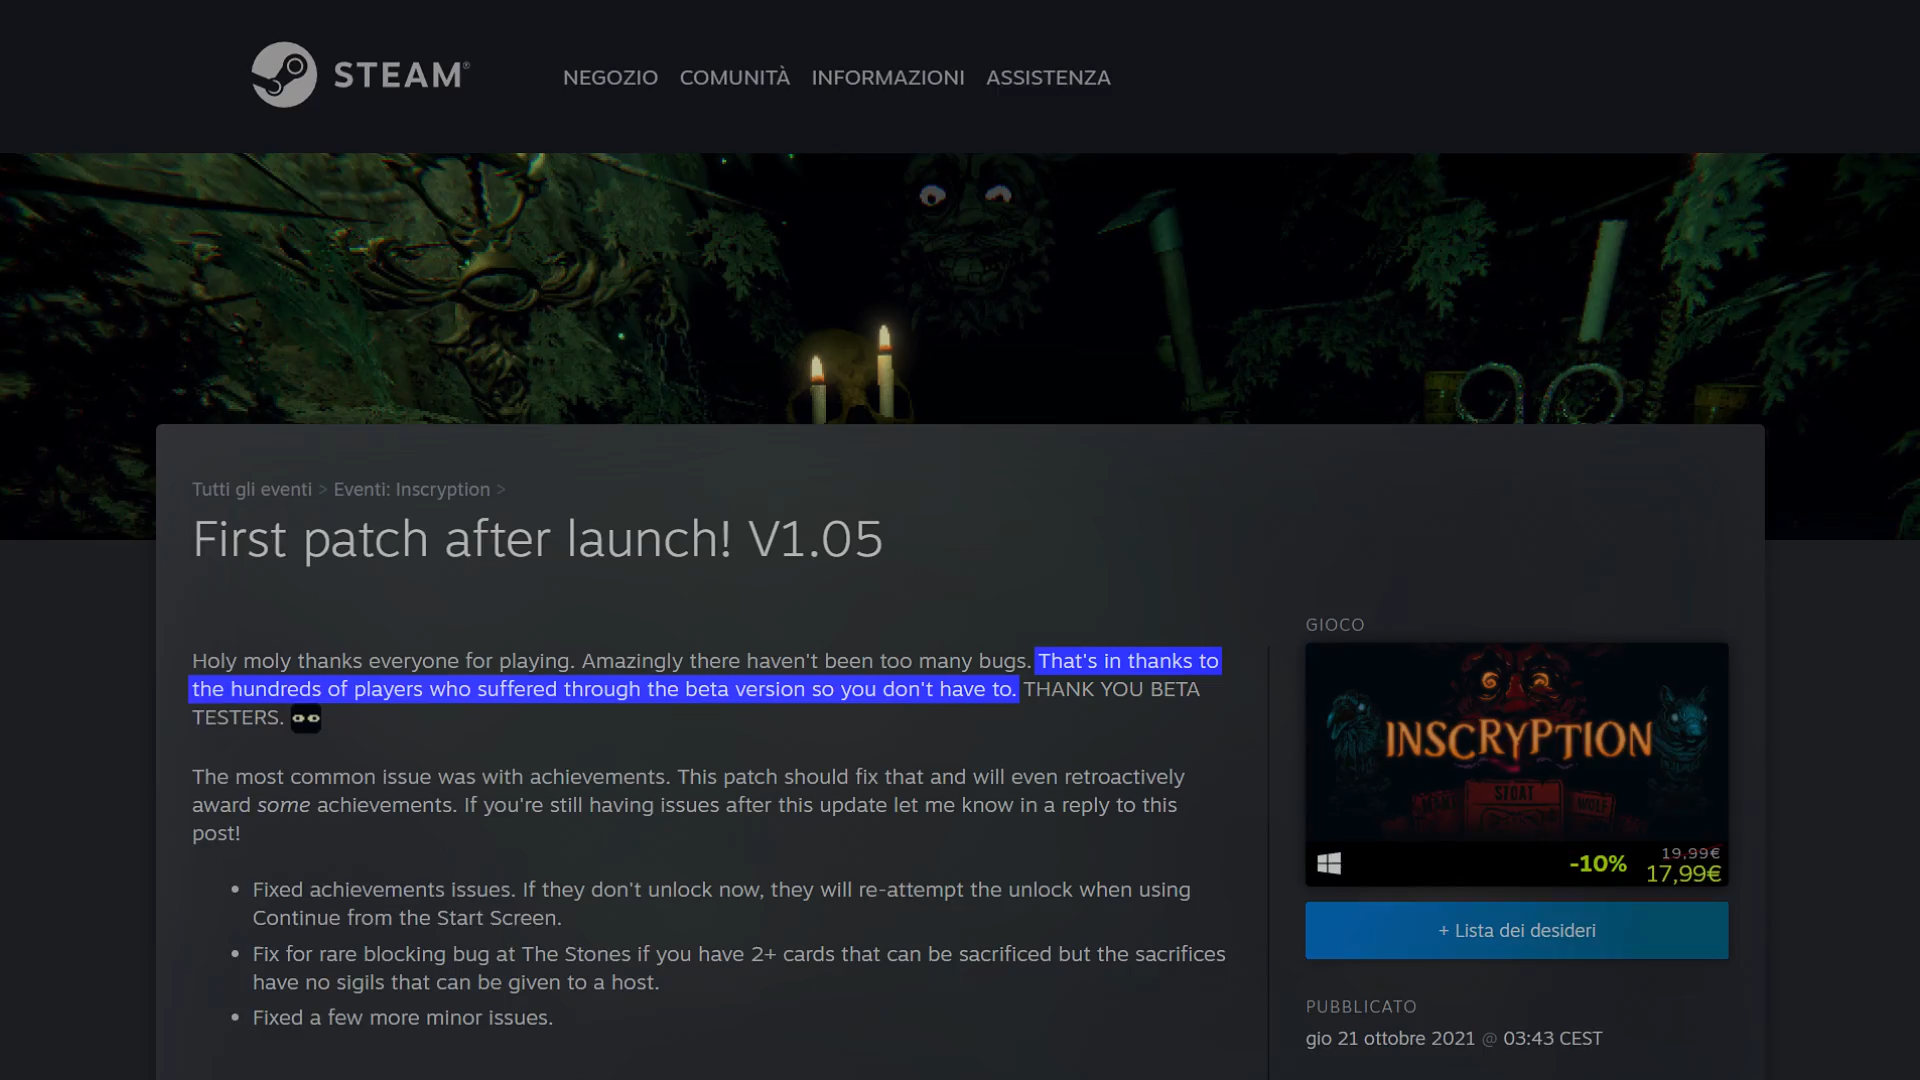 STEAM®
NEGOZIO COMUNITÀ INFORMAZIONI ASSISTENZA
Tutti gli eventi > Eventi: Inscryption >
First patch after launch! V1.05
Holy moly thanks everyone for playing. Amazingly there haven't been too many bugs. That's in thanks to
the hundreds of players who suffered through the beta version so you don't have to. THANK YOU BETA
TESTERS.
The most common issue was with achievements. This patch should fix that and will even retroactively
award some achievements. If you're still having issues after this update let me know in a reply to this
post!
• Fixed achievements issues. If they don't unlock now, they will re-attempt the unlock when using
Continue from the Start Screen.
• Fix for rare blocking bug at The Stones if you have 2+ cards that can be sacrificed but the sacrifices
have no sigils that can be given to a host.
• Fixed a few more minor issues.
GIOCO
INSCRYPTION
STOAT
WOLF
-10%
19,99€
17,99€
+ Lista dei desideri
PUBBLICATO
gio 21 ottobre 2021 @ 03:43 CEST